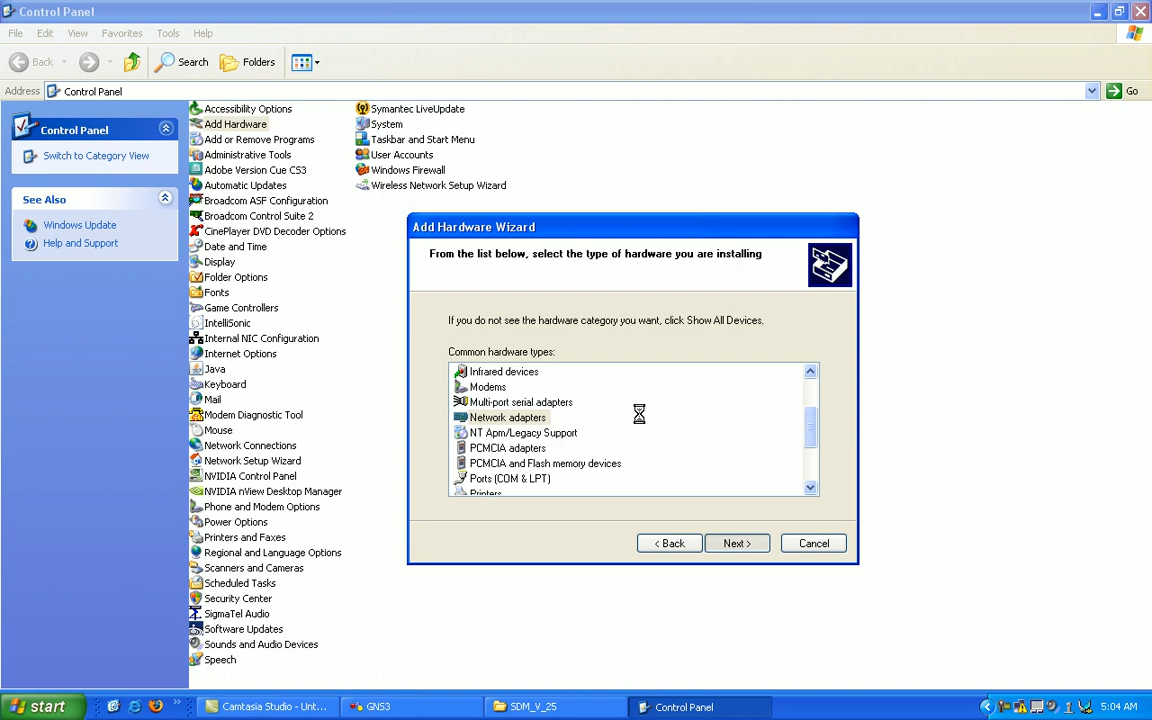 Control Panel
File Edit View Favorites Tools Help
Back Search Folders
Address Control Panel Go
Control Panel
Switch to Category View
See Also
Windows Update
Help and Support
Accessibility Options
Add Hardware
Add or Remove Programs
Administrative Tools
Adobe Version Cue CS3
Automatic Updates
Broadcom ASF Configuration
Broadcom Control Suite 2
CinePlayer DVD Decoder Options
Date and Time
Display
Folder Options
Fonts
Game Controllers
IntelliSonic
Internal NIC Configuration
Internet Options
Java
Keyboard
Mail
Modem Diagnostic Tool
Mouse
Network Connections
Network Setup Wizard
NVIDIA Control Panel
NVIDIA nView Desktop Manager
Phone and Modem Options
Power Options
Printers and Faxes
Regional and Language Options
Scanners and Cameras
Scheduled Tasks
Security Center
SigmaTel Audio
Software Updates
Sounds and Audio Devices
Speech
Symantec LiveUpdate
System
Taskbar and Start Menu
User Accounts
Windows Firewall
Wireless Network Setup Wizard
Add Hardware Wizard
From the list below, select the type of hardware you are installing
If you do not see the hardware category you want, click Show All Devices.
Common hardware types:
Infrared devices
Modems
Multi-port serial adapters
Network adapters
NT Apm/Legacy Support
PCMCIA adapters
PCMCIA and Flash memory devices
Ports (COM & LPT)
Printers
< Back Next > Cancel
start Camtasia Studio - Unt... GNS3 SDM_V_25 Control Panel 5:04 AM